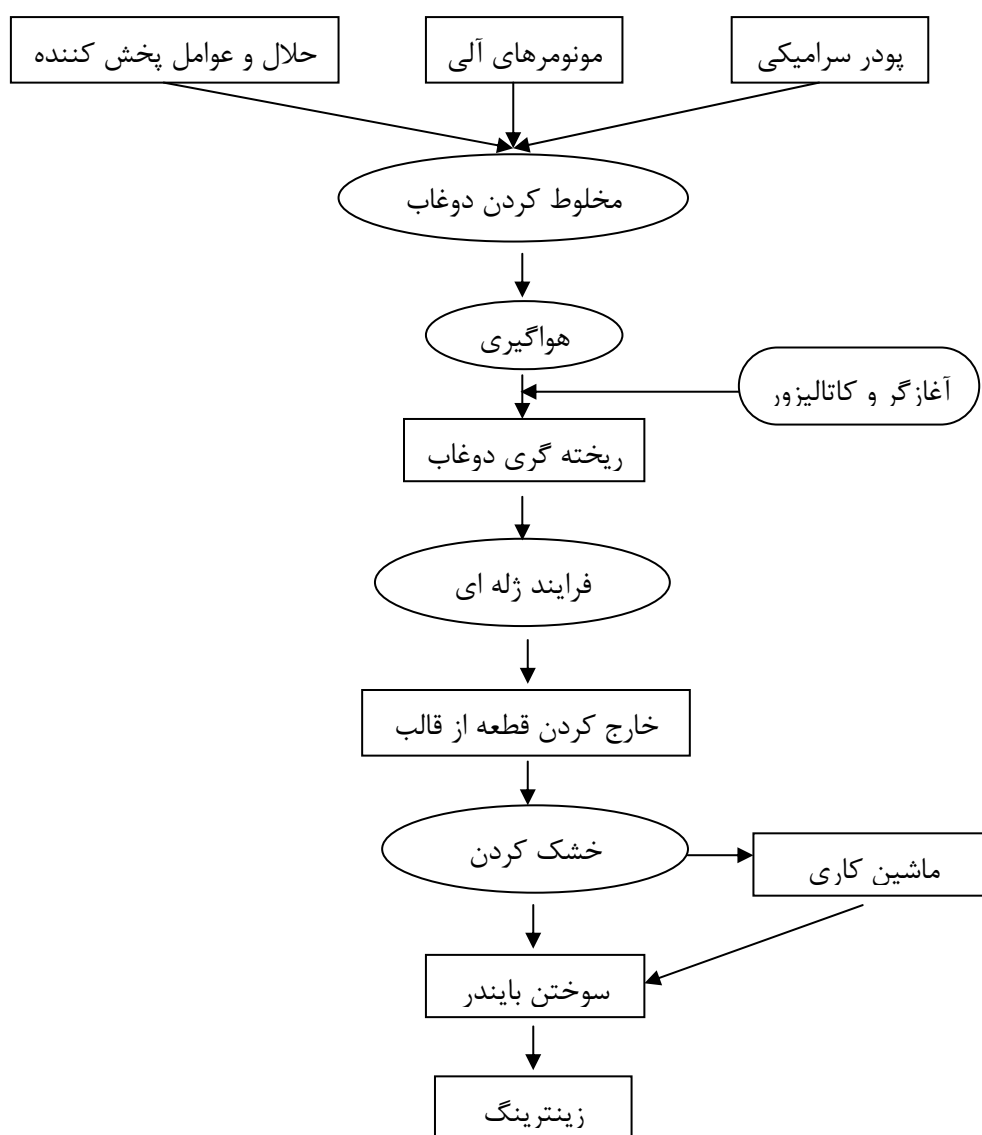 پودر سرامیکی
مونومرهای آلی
حلال و عوامل پخش کننده
مخلوط کردن دوغاب
هواگیری
آغازگر و کاتالیزور
ریخته گری دوغاب
فرایند ژله ای
خارج کردن قطعه از قالب
خشک کردن
ماشین کاری
سوختن بایندر
زینترینگ